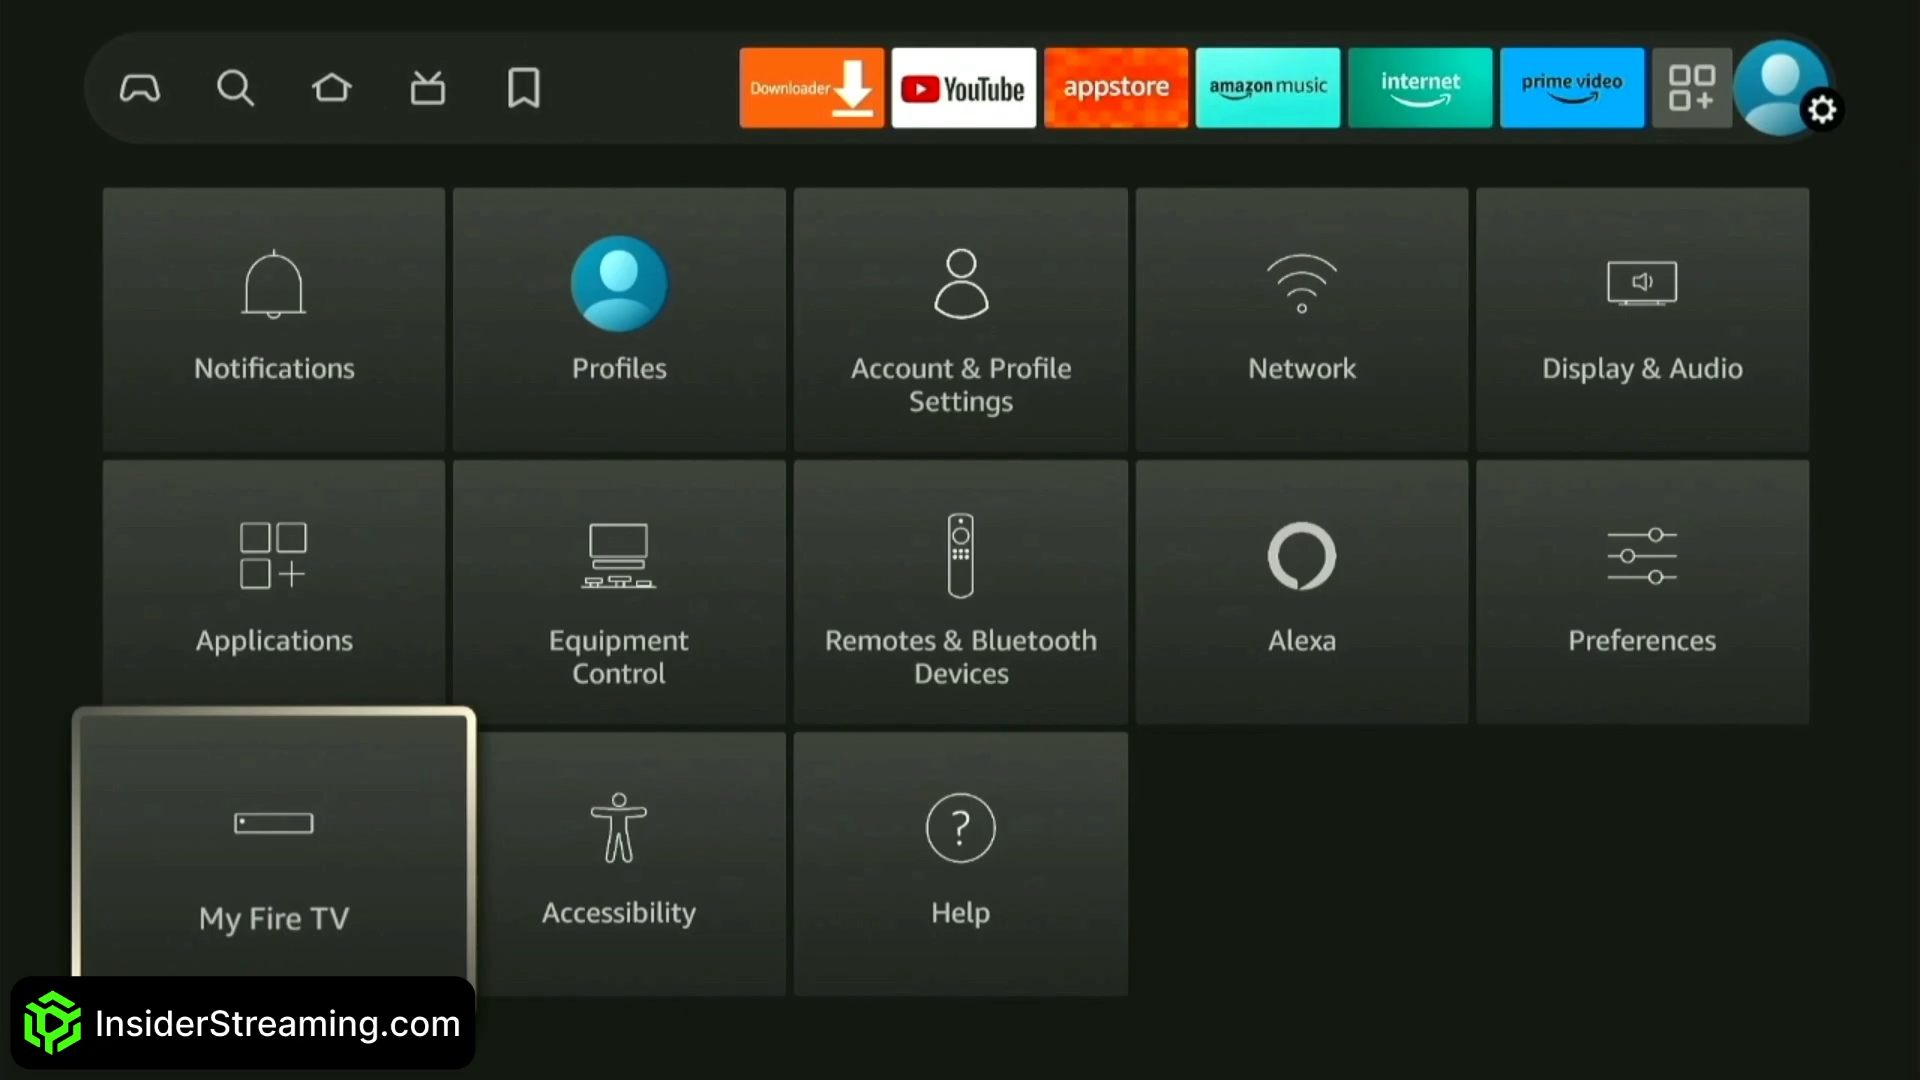 Downloader
YouTube
appstore
amazon music
internet
prime video
Notifications
Profiles
Account & Profile
Settings
Network
Display & Audio
Applications
Equipment
Control
Remotes & Bluetooth
Devices
Alexa
Preferences
My Fire TV
Accessibility
?
Help
InsiderStreaming.com